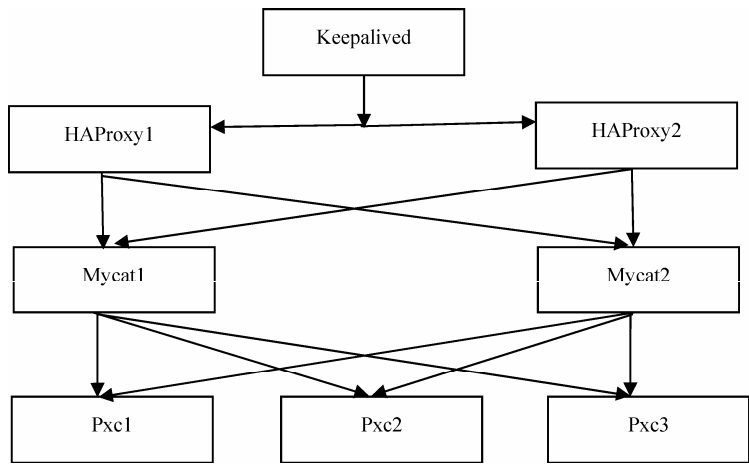 Keepalived
HAProxy1
HAProxy2
Mycat1
Mycat2
Pxc1
Pxc2
Pxc3